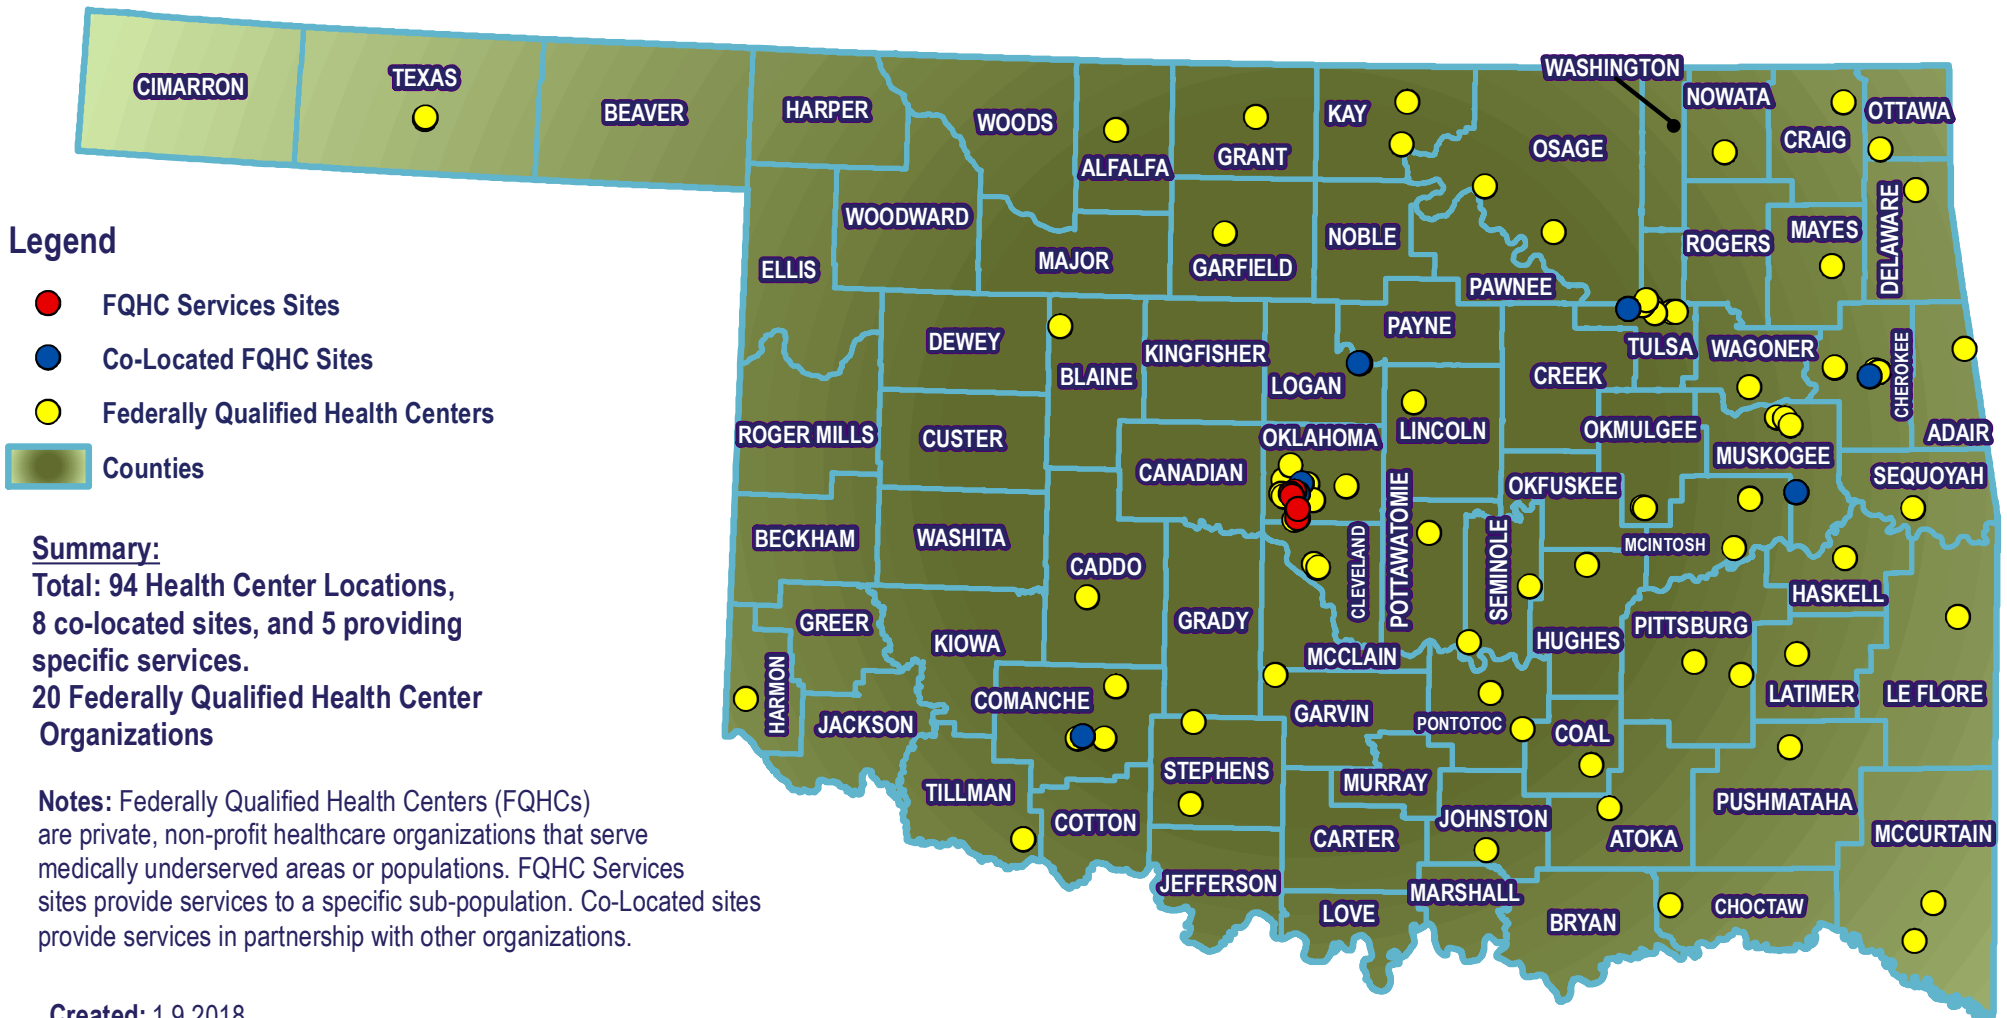 WASHINGTON
CIMARRON
TEXAS
BEAVER
HARPER
WOODS
ALFALFA
GRANT
KAY
OSAGE
NOWATA
CRAIG
OTTAWA
WOODWARD
ELLIS
MAJOR
GARFIELD
NOBLE
PAWNEE
ROGERS
MAYES
DELAWARE
Legend
FQHC Services Sites
Co-Located FQHC Sites
Federally Qualified Health Centers
Counties
DEWEY
BLAINE
KINGFISHER
LOGAN
PAYNE
CREEK
TULSA
WAGONER
CHEROKEE
ADAIR
ROGER MILLS
CUSTER
CANADIAN
OKLAHOMA
LINCOLN
OKMULGEE
MUSKOGEE
SEQUOYAH
BECKHAM
WASHITA
CADDO
GRADY
CLEVELAND
POTTAWATOMIE
SEMINOLE
OKFUSKEE
MCINTOSH
HASKELL
GREER
KIOWA
HARMON
JACKSON
COMANCHE
MCCLAIN
GARVIN
PONTOTOC
HUGHES
PITTSBURG
LATIMER
LE FLORE
COAL
TILLMAN
COTTON
STEPHENS
MURRAY
CARTER
JOHNSTON
ATOKA
PUSHMATAHA
MCCURTAIN
JEFFERSON
LOVE
MARSHALL
BRYAN
CHOCTAW
Summary:
Total: 94 Health Center Locations,
8 co-located sites, and 5 providing
specific services.
20 Federally Qualified Health Center
Organizations
Notes: Federally Qualified Health Centers (FQHCs)
are private, non-profit healthcare organizations that serve
medically underserved areas or populations. FQHC Services
sites provide services to a specific sub-population. Co-Located sites
provide services in partnership with other organizations.
Created: 1.9.2018